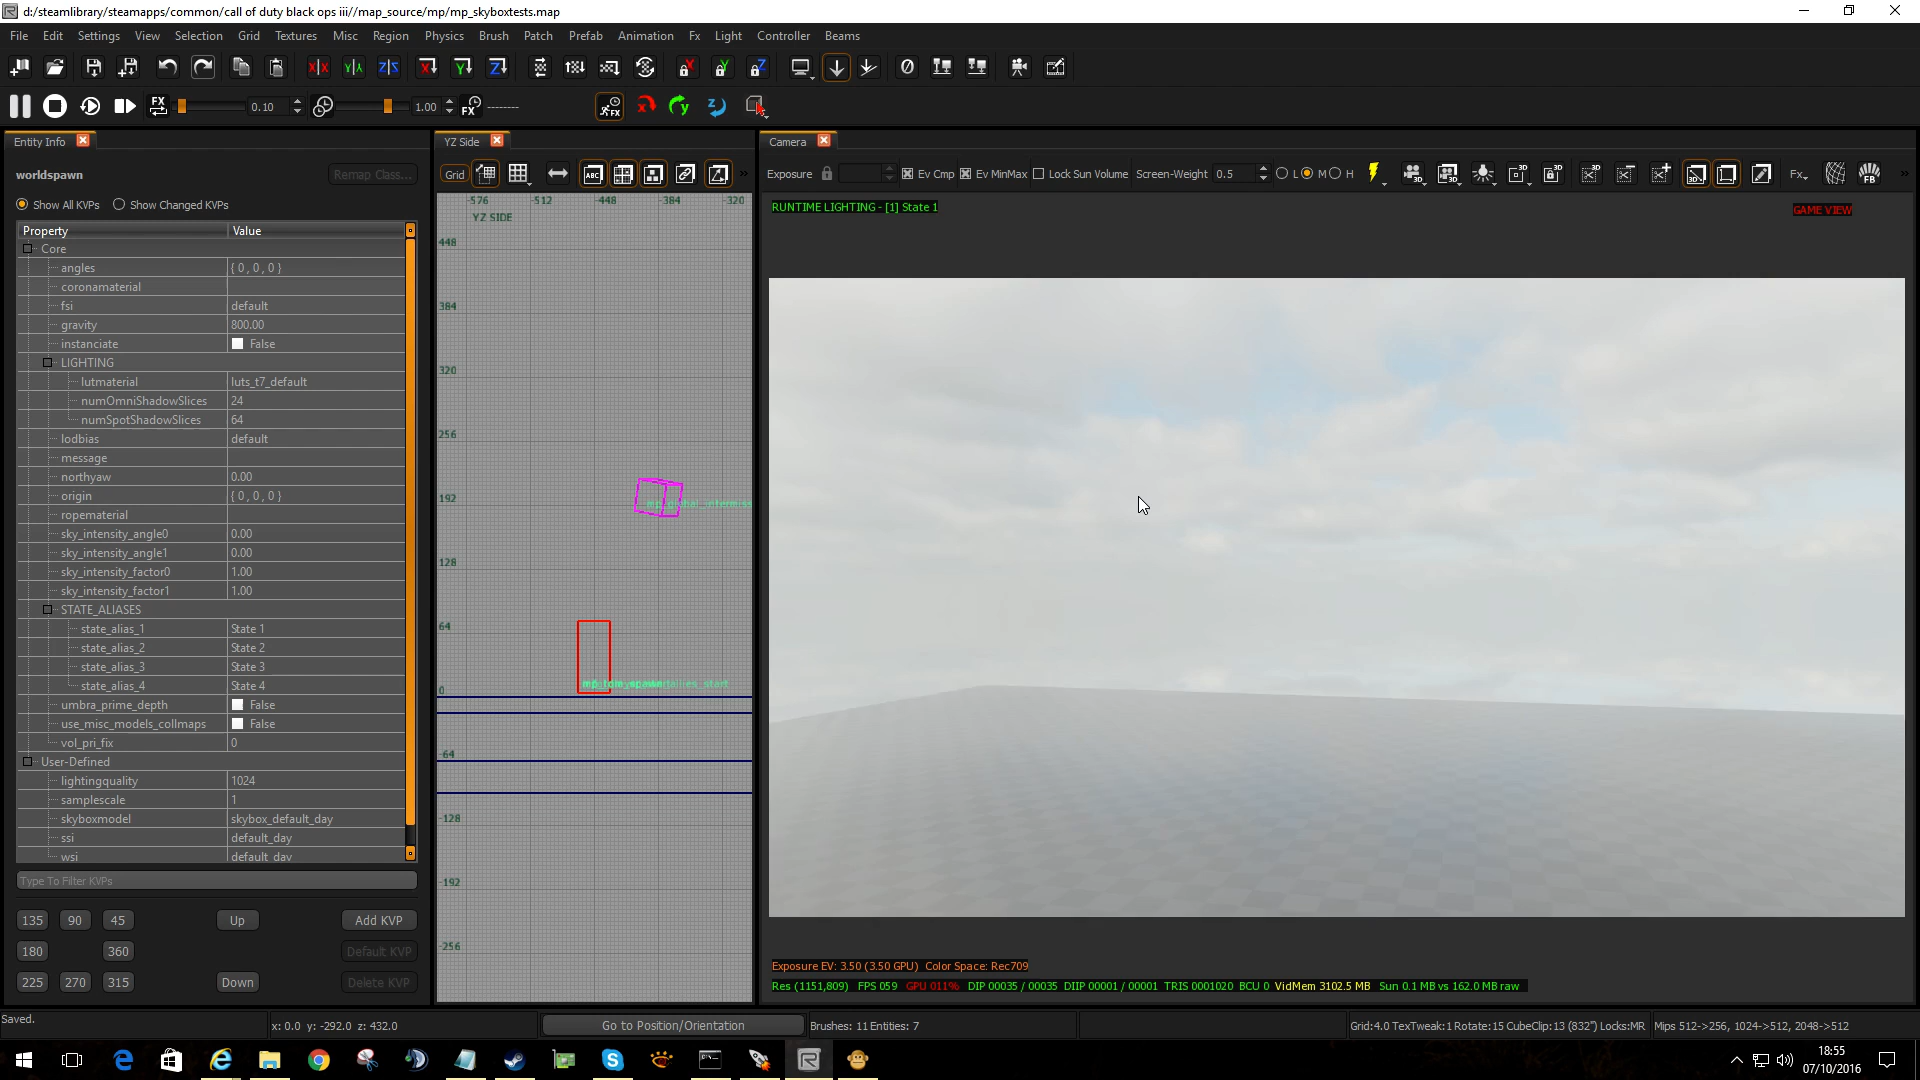 d:/steamlibrary/steamapps/common/call of duty black ops iii//map_source/mp/mp_skyboxtests.map
File Edit Settings View Selection Grid Textures Misc Region Physics Brush Patch Prefab Animation Fx Light Controller Beams
FX 0.10 1.00 FX --------
Entity Info
worldspawn
Remap Class...
Show All KVPs Show Changed KVPs
Property Value
Core
angles { 0 , 0 , 0 }
coronamaterial
fsi default
gravity 800.00
instanciate False
LIGHTING
lutmaterial luts_t7_default
numOmniShadowSlices 24
numSpotShadowSlices 64
lodbias default
message
northyaw 0.00
origin { 0 , 0 , 0 }
ropematerial
sky_intensity_angle0 0.00
sky_intensity_angle1 0.00
sky_intensity_factor0 1.00
sky_intensity_factor1 1.00
STATE_ALIASES
state_alias_1 State 1
state_alias_2 State 2
state_alias_3 State 3
state_alias_4 State 4
umbra_prime_depth False
use_misc_models_collmaps False
vol_pri_fix 0
User-Defined
lightingquality 1024
samplescale 1
skyboxmodel skybox_default_day
ssi default_day
wsi default_day
Type To Filter KVPs
135 90 45 Up Add KVP
180 360 Default KVP
225 270 315 Down Delete KVP
YZ Side
Grid ABC
-576 -512 -448 -384 -320
YZ SIDE
448
384
320
256
192
128
64
0
-64
-128
-192
-256
Camera
Exposure Ev Cmp Ev MinMax Lock Sun Volume Screen-Weight 0.5 L M H Fx FB
RUNTIME LIGHTING - [1] State 1
GAME VIEW
Exposure EV: 3.50 (3.50 GPU) Color Space: Rec709
Res (1151,809) FPS 059 GPU 011% DIP 00035 / 00035 DIIP 00001 / 00001 TRIS 0001020 BCU 0 VidMem 3102.5 MB Sun 0.1 MB vs 162.0 MB raw
Saved. x: 0.0 y: -292.0 z: 432.0 Go to Position/Orientation Brushes: 11 Entities: 7 Grid:4.0 TexTweak:1 Rotate:15 CubeClip:13 (832") Locks:MR Mips 512->256, 1024->512, 2048->512
18:55
07/10/2016